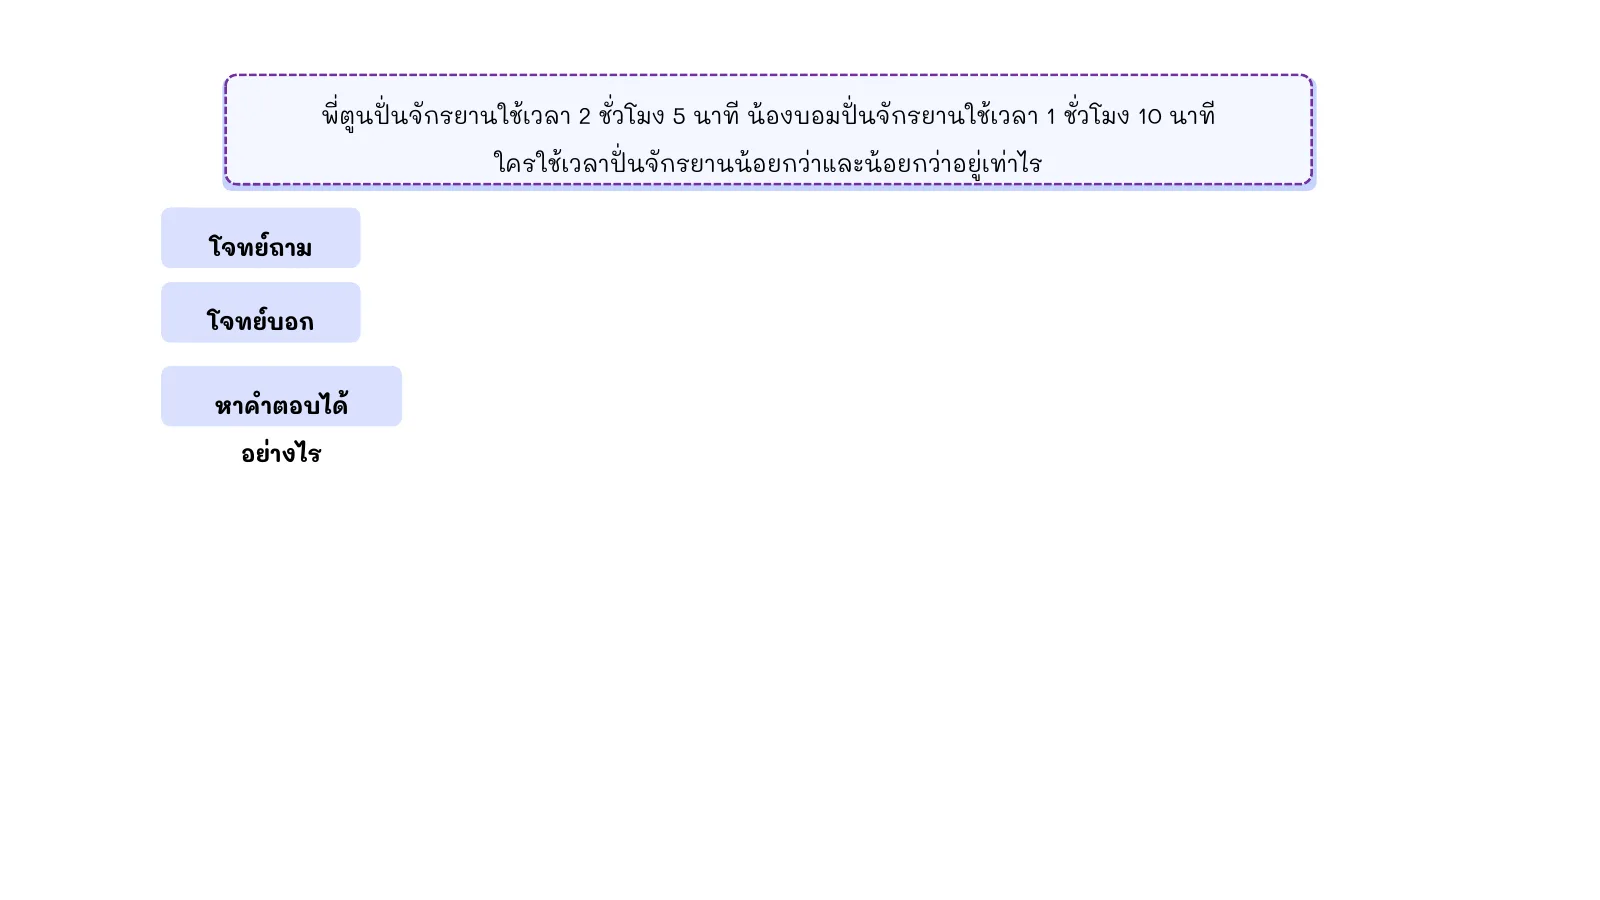 พี่ตูนปั่นจักรยานใช้เวลา 2 ชั่วโมง 5 นาที น้องบอมปั่นจักรยานใช้เวลา 1 ชั่วโมง 10 นาที
ใครใช้เวลาปั่นจักรยานน้อยกว่าและน้อยกว่าอยู่เท่าไร
โจทย์ถาม
โจทย์บอก
หาคำตอบได้
อย่างไร